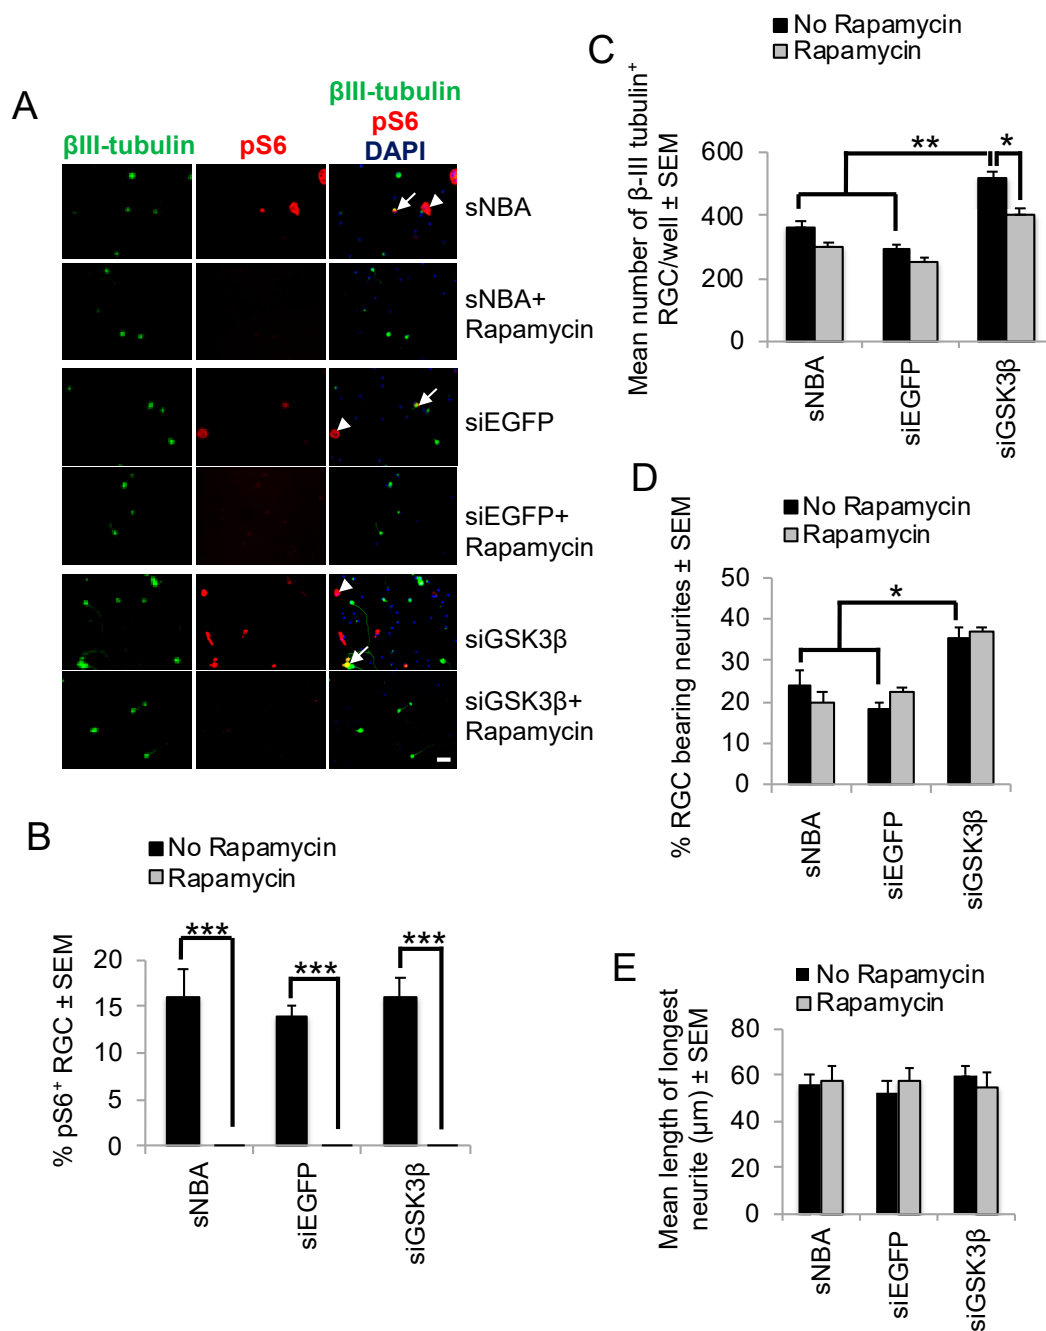 A
βIII-tubulin
pS6
βIII-tubulin
pS6
DAPI
sNBA
sNBA+
Rapamycin
siEGFP
siEGFP+
Rapamycin
siGSK3β
siGSK3β+
Rapamycin
B
No Rapamycin
Rapamycin
% pS6+ RGC ± SEM
20
15
10
5
0
***
***
***
sNBA
siEGFP
siGSK3β
C
No Rapamycin
Rapamycin
Mean number of β-III tubulin+
RGC/well ± SEM
600
400
200
0
**
*
sNBA
siEGFP
siGSK3β
D
No Rapamycin
Rapamycin
% RGC bearing neurites ± SEM
50
40
30
20
10
0
*
sNBA
siEGFP
siGSK3β
E
No Rapamycin
Rapamycin
Mean length of longest
neurite (µm) ± SEM
80
60
40
20
0
sNBA
siEGFP
siGSK3β